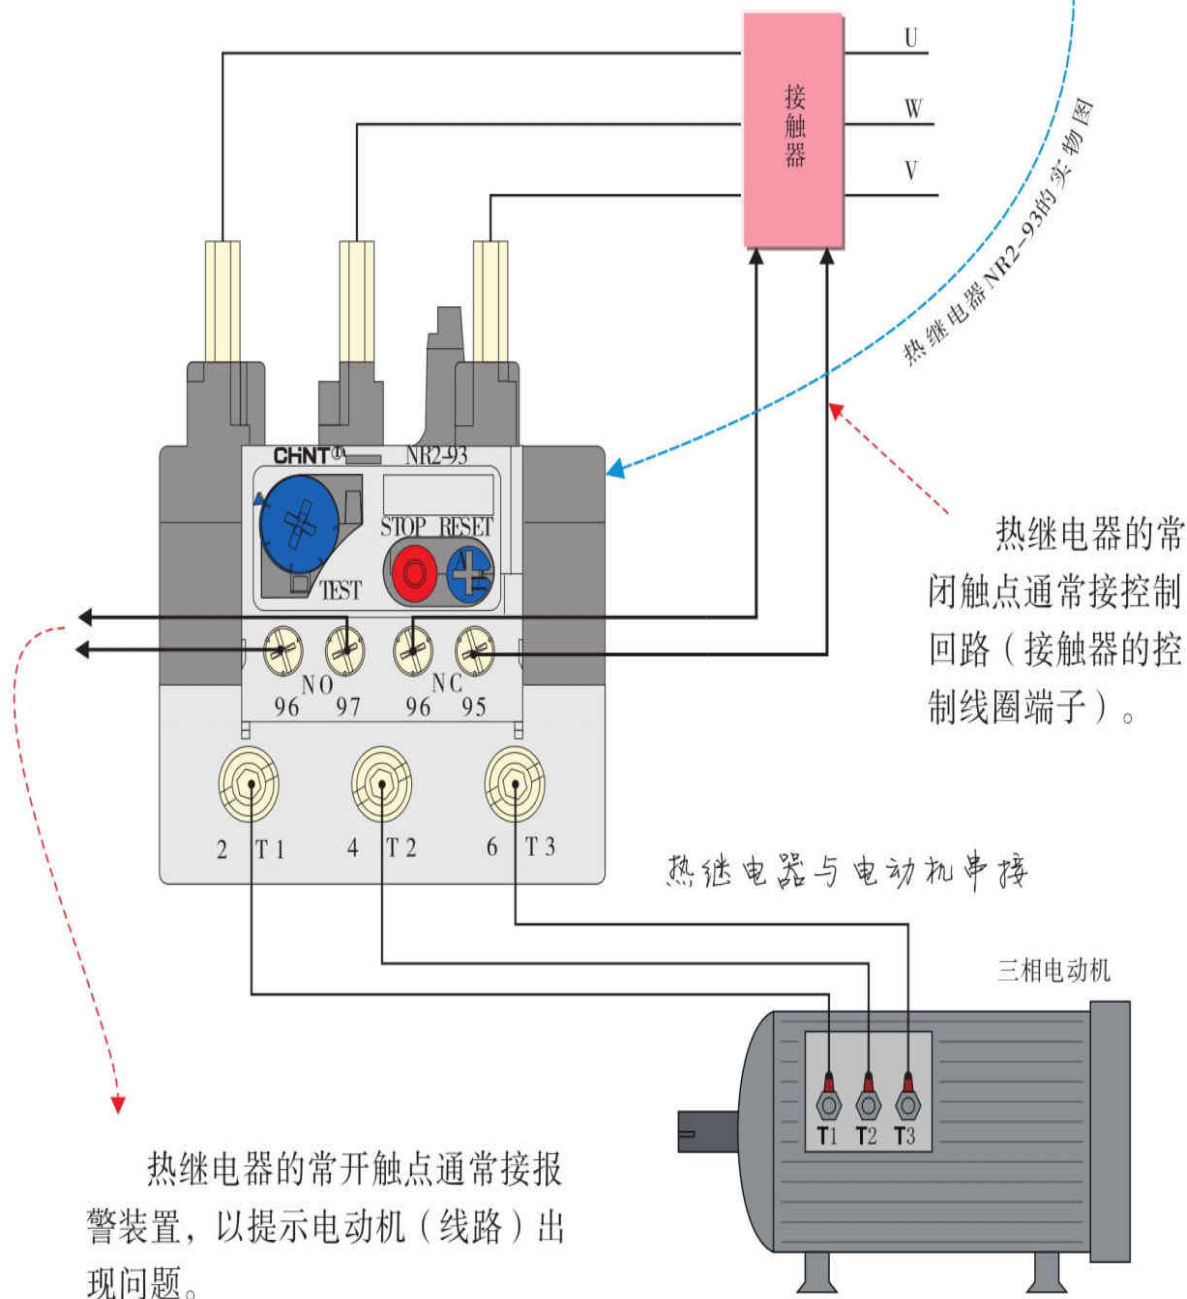 U
W
V
接触器
热继电器NR2-93的实物图
CHNT
NR2-93
STOP RESET
TEST
热继电器的常
闭触点通常接控制
回路（接触器的控
制线圈端子）。
NO
NC
96 97 96 95
2 T1 4 T2 6 T3
热继电器与电动机串接
三相电动机
T1 T2 T3
热继电器的常开触点通常接报
警装置，以提示电动机（线路）出
现问题。